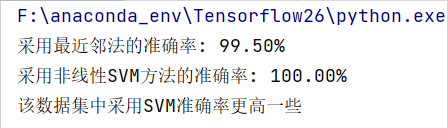 F:\anaconda_env\Tensorflow26\python.exe
采用最近邻法的准确率: 99.50%
采用非线性SVM方法的准确率: 100.00%
该数据集中采用SVM准确率更高一些